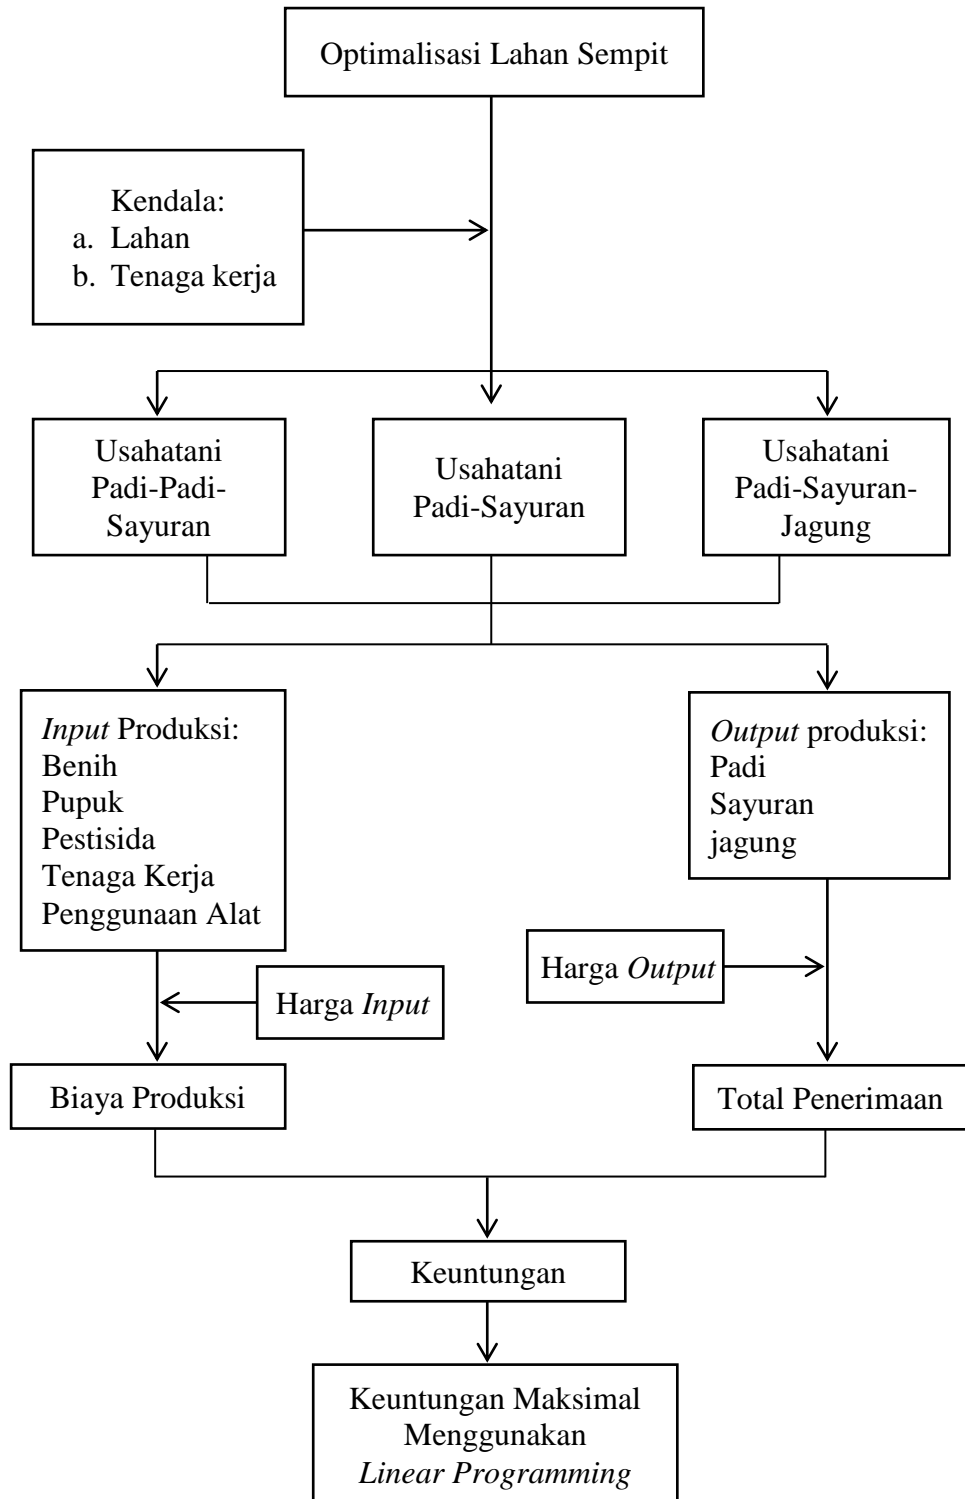 Optimalisasi Lahan Sempit
Kendala:
a. Lahan
b. Tenaga kerja
Usahatani
Padi-Padi-
Sayuran
Usahatani
Padi-Sayuran
Usahatani
Padi-Sayuran-
Jagung
Input Produksi:
Benih
Pupuk
Pestisida
Tenaga Kerja
Penggunaan Alat
Output produksi:
Padi
Sayuran
jagung
Harga Input
Harga Output
Biaya Produksi
Total Penerimaan
Keuntungan
Keuntungan Maksimal
Menggunakan
Linear Programming